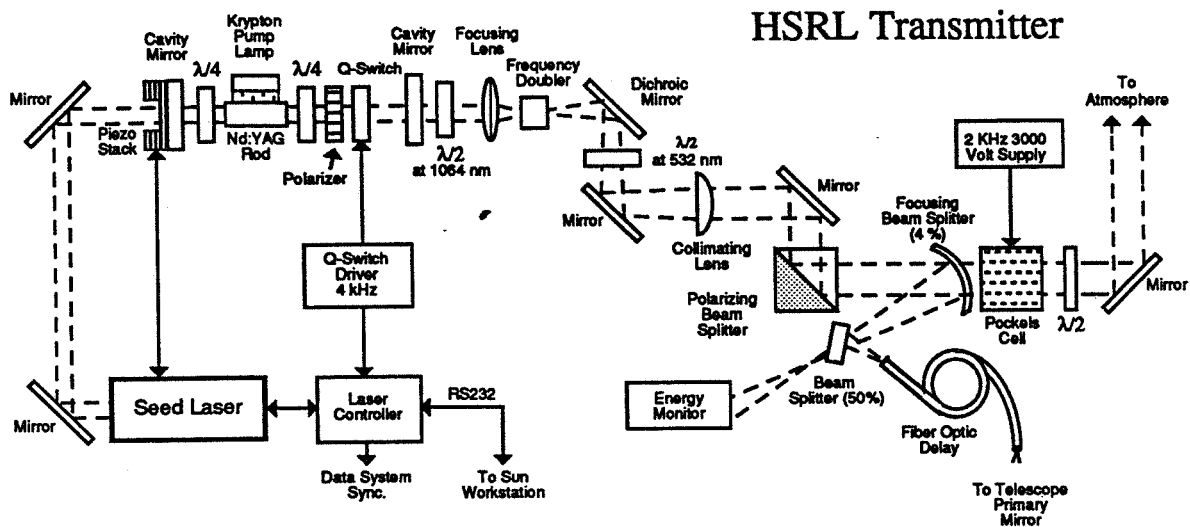 HSRL Transmitter
Krypton
Pump
Lamp
Cavity
Mirror
λ/4
λ/4
Q-Switch
Cavity
Mirror
Focusing
Lens
Frequency
Doubler
Dichroic
Mirror
Mirror
Piezo
Stack
Nd:YAG
Rod
Polarizer
λ/2
at 1064 nm
λ/2
at 532 nm
Mirror
Collimating
Lens
Mirror
Polarizing
Beam
Splitter
Focusing
Beam Splitter
(4%)
2 KHz 3000
Volt Supply
To
Atmosphere
Pockels
Cell
λ/2
Mirror
Q-Switch
Driver
4 kHz
Mirror
Seed Laser
Laser
Controller
RS232
Data System
Sync.
To Sun
Workstation
Energy
Monitor
Beam
Splitter (50%)
Fiber Optic
Delay
To Telescope
Primary
Mirror